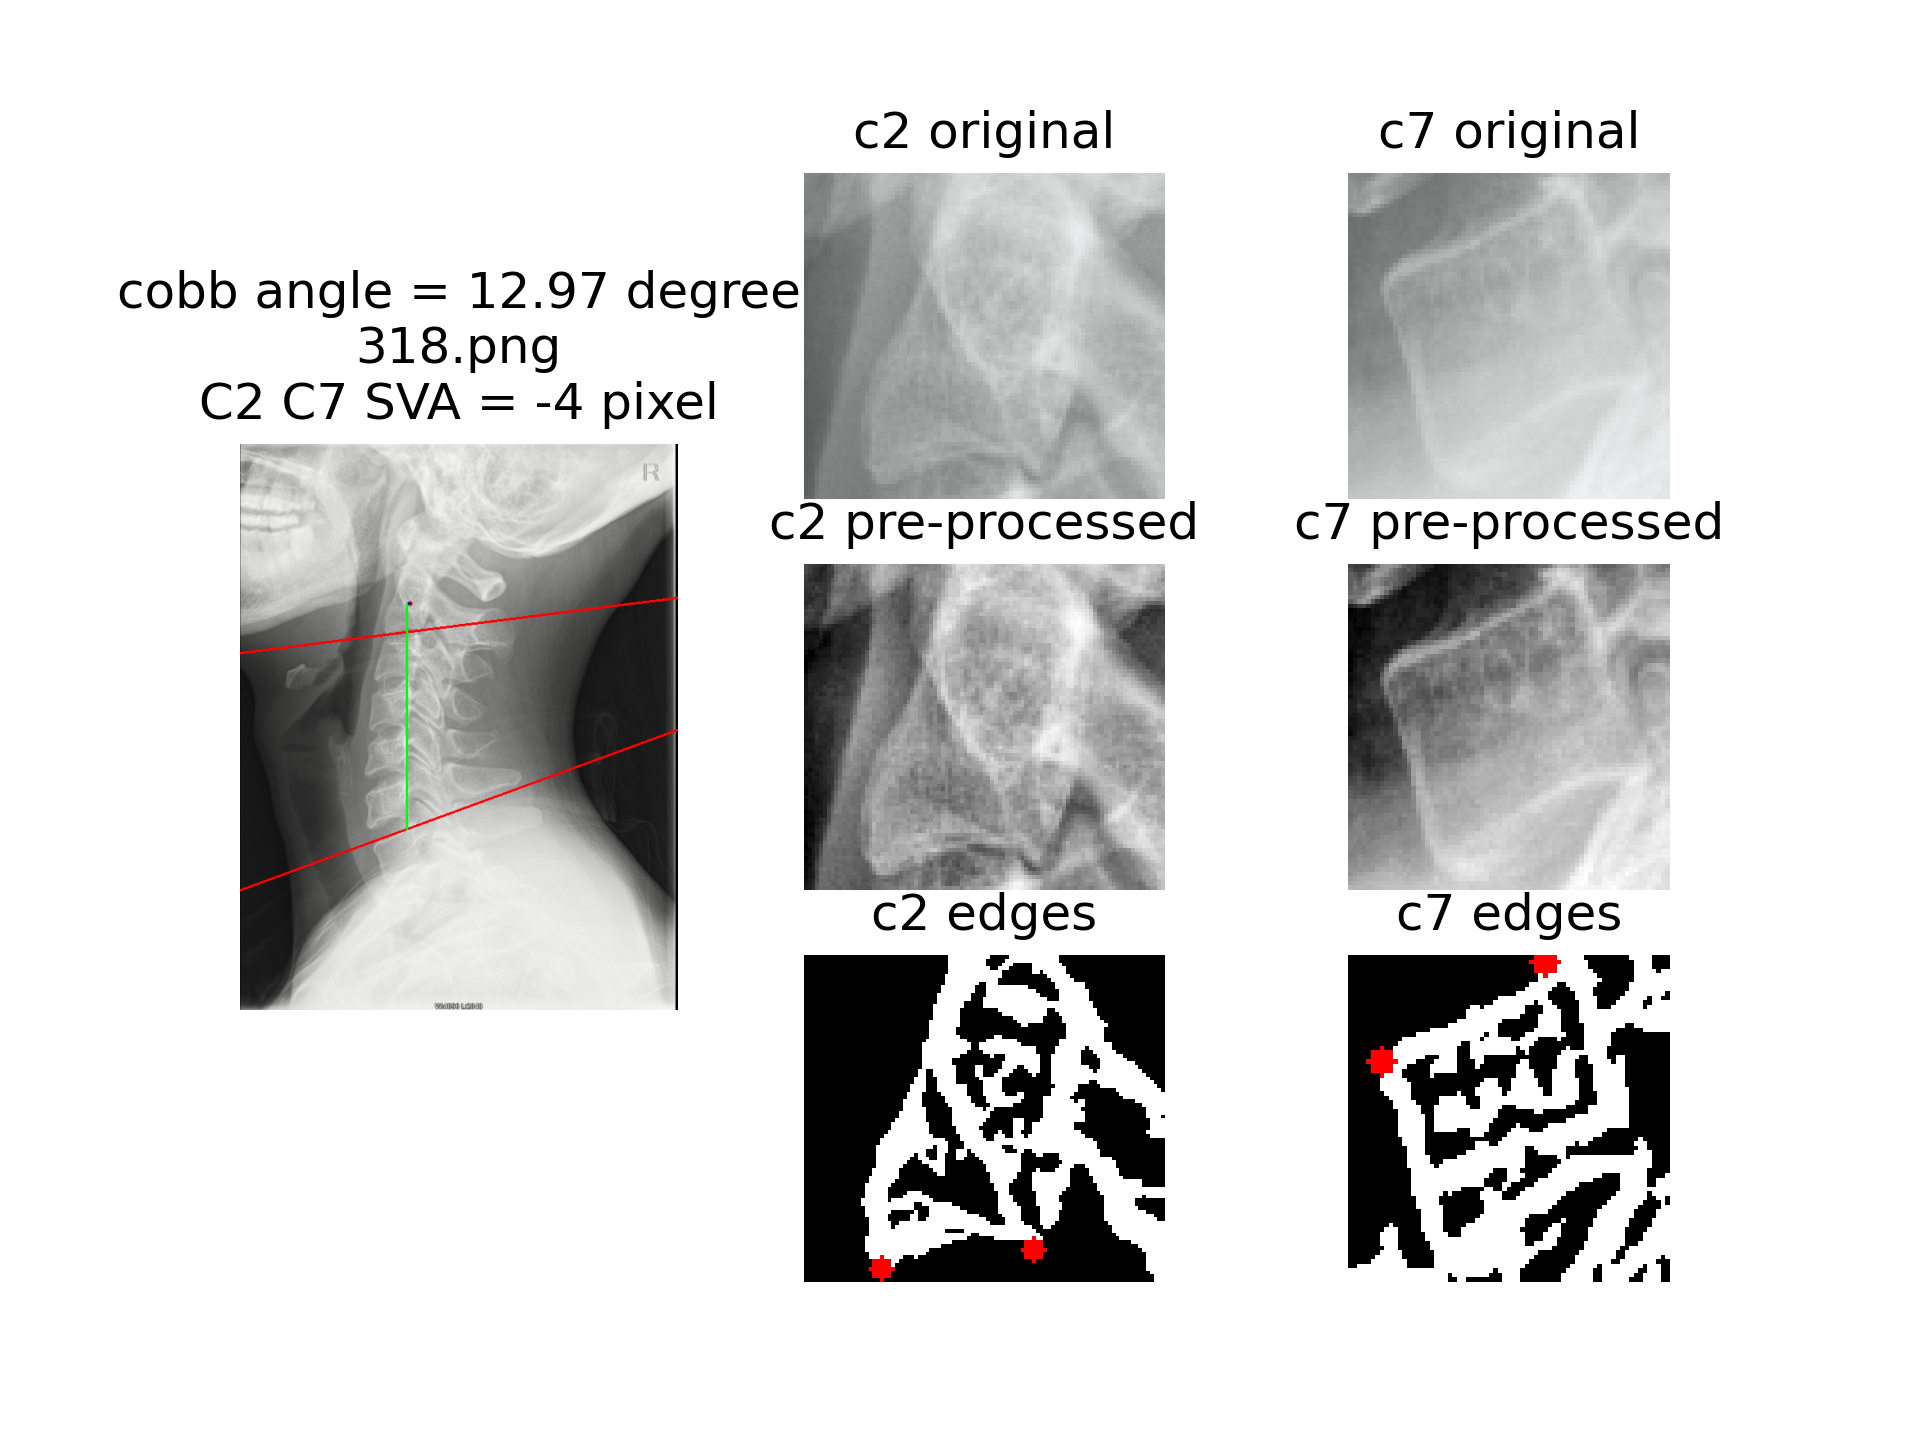 cobb angle = 12.97 degree
318.png
C2 C7 SVA = -4 pixel
R
c2 original
c7 original
c2 pre-processed
c7 pre-processed
c2 edges
c7 edges